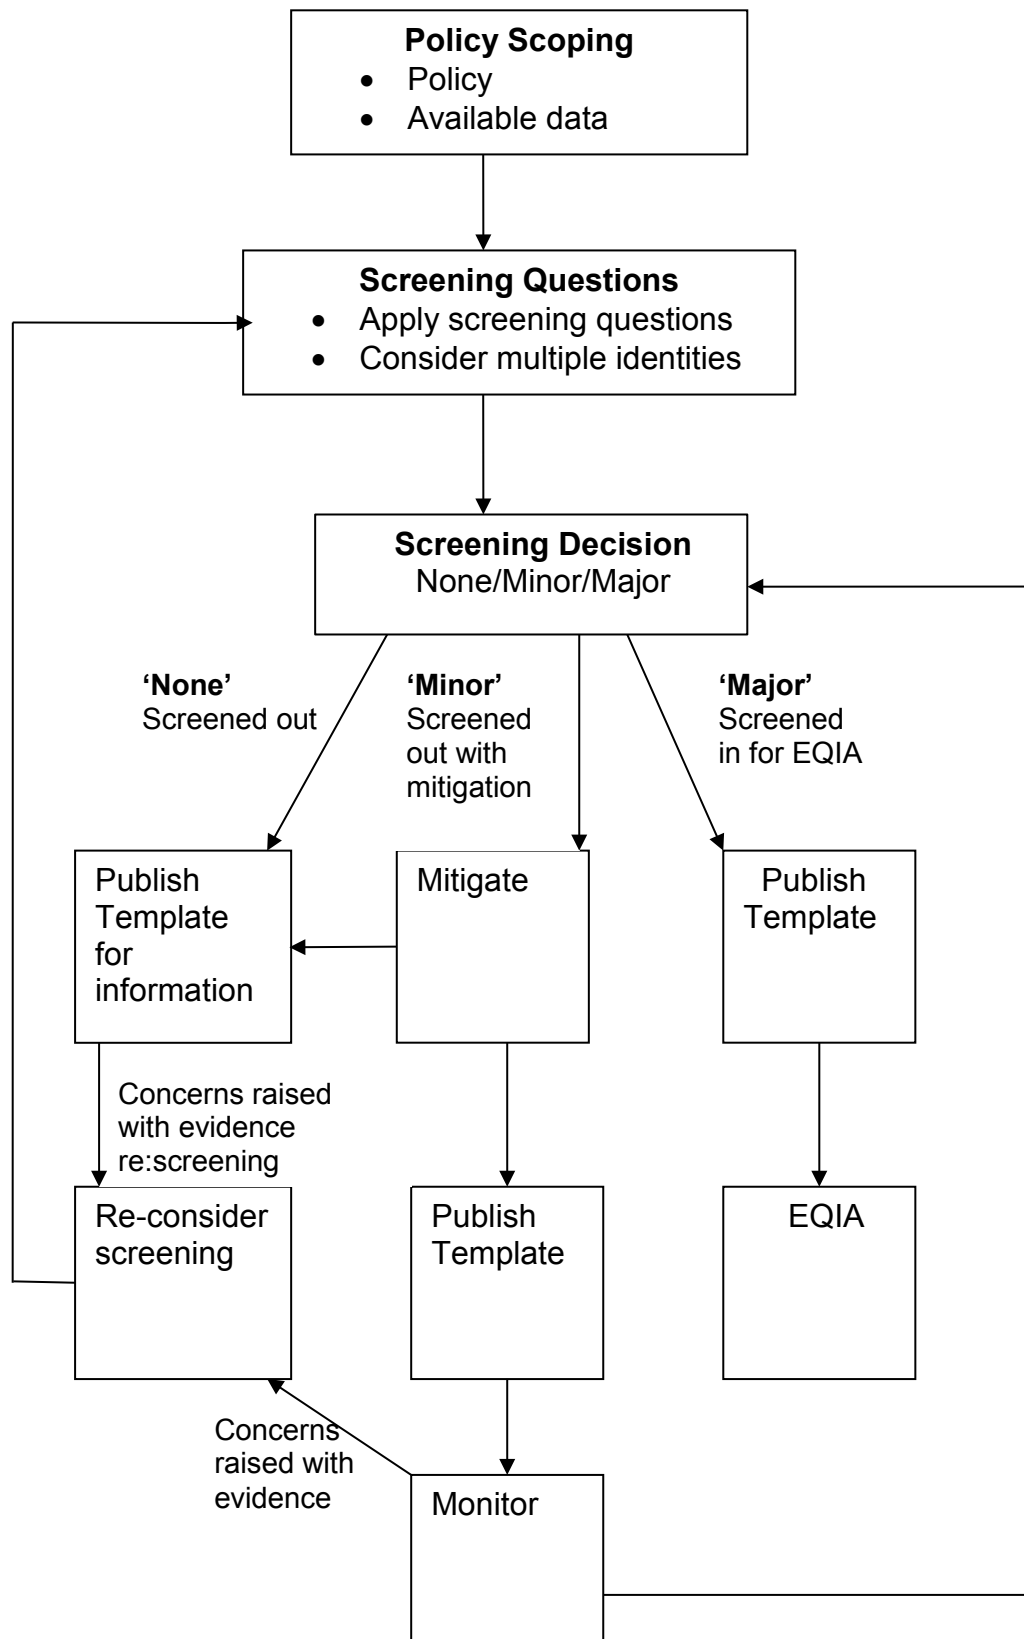 Policy Scoping
• Policy
• Available data
Screening Questions
• Apply screening questions
• Consider multiple identities
Screening Decision
None/Minor/Major
‘None’
Screened out
‘Minor’
Screened
out with
mitigation
‘Major’
Screened
in for EQIA
Publish
Template
for
information
Mitigate
Publish
Template
Concerns raised
with evidence
re:screening
Re-consider
screening
Publish
Template
EQIA
Concerns
raised with
evidence
Monitor